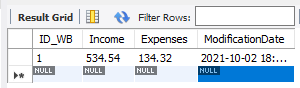 Result Grid Filter Rows:
ID_WB Income Expenses ModificationDate
1 534.54 134.32 2021-10-02 18:...
NULL NULL NULL NULL